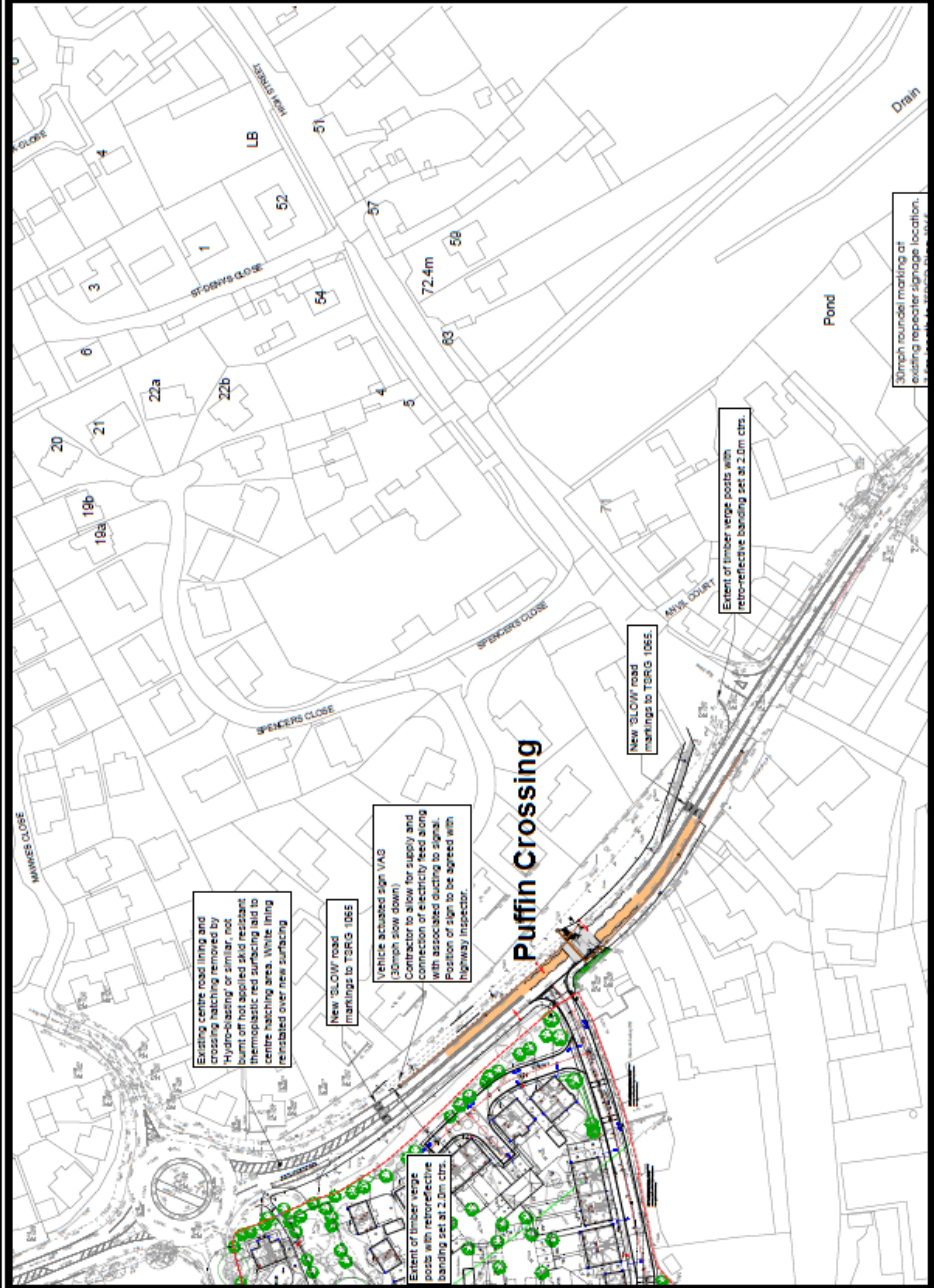 HIGH STREET
51
LB
4
52
57
59
1
ST DENYS CLOSE
72.4m
3
54
63
6
22a
22b
4
5
20
21
19b
19a
71
Drain
Pond
30mph roundel marking at
existing repeater signage location.
Extent of timber verge posts with
retro-reflective banding set at 2.0m ctrs.
ANVIL COURT
SPENCERS CLOSE
SPENCERS CLOSE
New 'SLOW' road
markings to TSRG 1065.
MAWKES CLOSE
Puffin Crossing
Vehicle actuated sign VAS
(30mph slow down)
Contractor to allow for supply and
connection of electricity feed along
with associated ducting to signal.
Position of sign to be agreed with
highway inspector.
New 'SLOW' road
markings to TSRG 1065
Existing centre road lining and
crossing hatching removed by
'Hydro-blasting' or similar, not
burnt off hot applied skid resistant
thermoplastic red surfacing laid to
centre hatching area. White lining
reinstated over new surfacing
Extent of timber verge
posts with retroreflective
banding set at 2.0m ctrs.